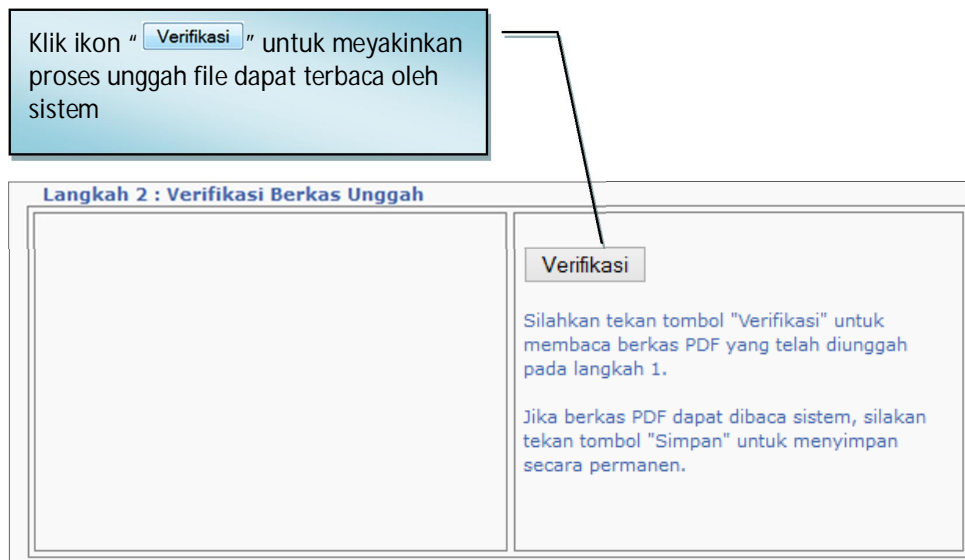 Klik ikon “ Verifikasi ” untuk meyakinkan
proses unggah file dapat terbaca oleh
sistem
Langkah 2 : Verifikasi Berkas Unggah
Verifikasi
Silahkan tekan tombol "Verifikasi" untuk
membaca berkas PDF yang telah diunggah
pada langkah 1.
Jika berkas PDF dapat dibaca sistem, silakan
tekan tombol "Simpan" untuk menyimpan
secara permanen.